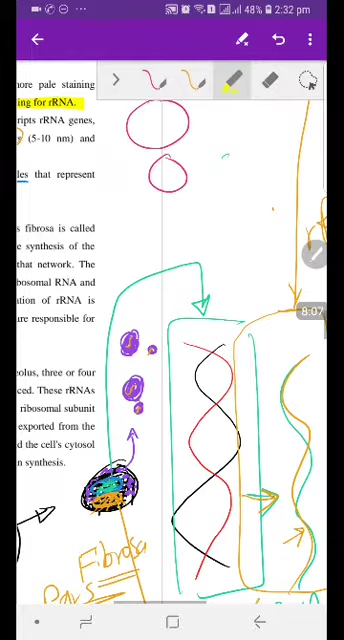 48% 2:32 pm
ore pale staining
ing for rRNA.
ripts rRNA genes,
(5-10 nm) and
les that represent
s fibrosa is called
e synthesis of the
that network. The
bosomal RNA and
ation of rRNA is
re responsible for
8:07
eolus, three or four
ced. These rRNAs
ribosomal subunit
exported from the
d the cell's cytosol
n synthesis.
Fibrosa
Pars